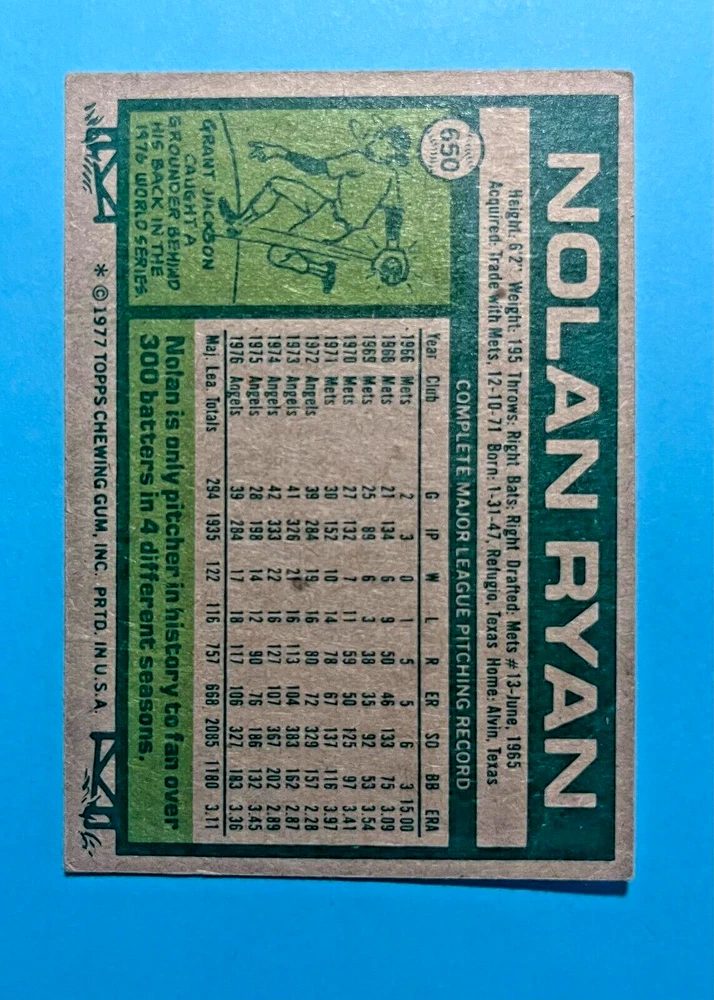 NOLAN RYAN
650
Height: 6'2" Weight: 195 Throws: Right Bats: Right Drafted: Mets #13-June, 1965
Acquired: Trade with Mets, 12-10-71 Born: 1-31-47, Refugio, Texas Home: Alvin, Texas
COMPLETE MAJOR LEAGUE PITCHING RECORD
Year Club G IP W L R ER SO BB ERA
1966 Mets 2 3 0 1 5 5 6 3 15.00
1968 Mets 21 134 6 9 50 46 133 75 3.09
1969 Mets 25 89 6 3 38 35 92 53 3.54
1970 Mets 27 132 7 11 59 50 125 97 3.41
1971 Mets 30 152 10 14 78 67 137 116 3.97
1972 Angels 39 284 19 16 80 72 329 157 2.28
1973 Angels 41 326 21 16 113 104 383 162 2.87
1974 Angels 42 333 22 16 127 107 367 202 2.89
1975 Angels 28 198 14 12 90 76 186 132 3.45
1976 Angels 39 284 17 18 117 106 327 183 3.36
Maj. Lea. Totals 294 1935 122 116 757 668 2085 1180 3.11
GRANT JACKSON
CAUGHT A
GROUNDER BEHIND
HIS BACK IN THE
1976 WORLD SERIES.
Nolan is only pitcher in history to fan over
300 batters in 4 different seasons.
* © 1977 TOPPS CHEWING GUM, INC. PRTD. IN U.S.A.